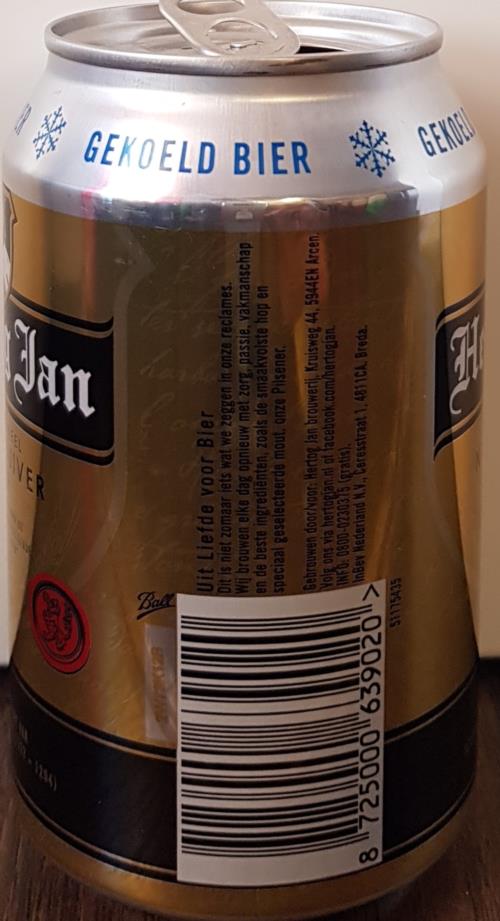 GEKOELD BIER
GEKOEL
Jan
Uit Liefde voor Bier
Dit is niet zomaar iets wat we zeggen in onze reclames.
Wij brouwen elke dag opnieuw met zorg, passie, vakmanschap
en de beste ingrediënten, zoals de smaakvolste hop en
speciaal geselecteerde mout, onze Pilsener.
Gebrouwen door/voor: Hertog Jan brouwerij, Kruisweg 44, 5944EN Arcen.
Volg ons via hertogjan.nl of facebook.com/hertogjan.
INFO: 0800-0230375 (gratis).
InBev Nederland N.V., Ceresstraat 1, 4811CA, Breda.
Ball
8 725000 639020 >
51175435